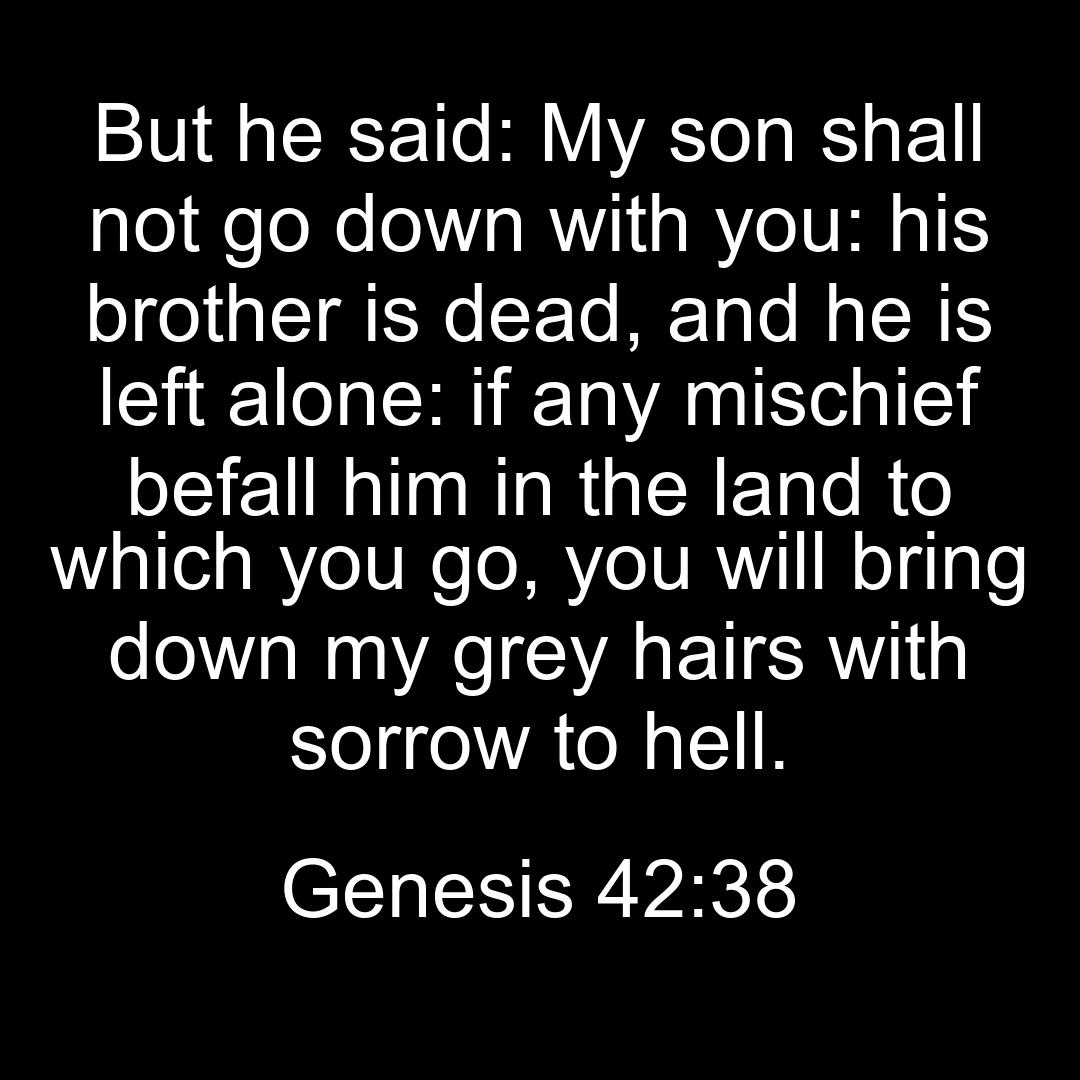 But he said: My son shall
not go down with you: his
brother is dead, and he is
left alone: if any mischief
befall him in the land to
which you go, you will bring
down my grey hairs with
sorrow to hell.
Genesis 42:38